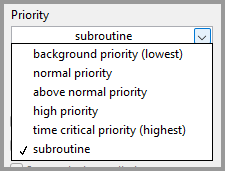 Priority
subroutine
background priority (lowest)
normal priority
above normal priority
high priority
time critical priority (highest)
✓ subroutine